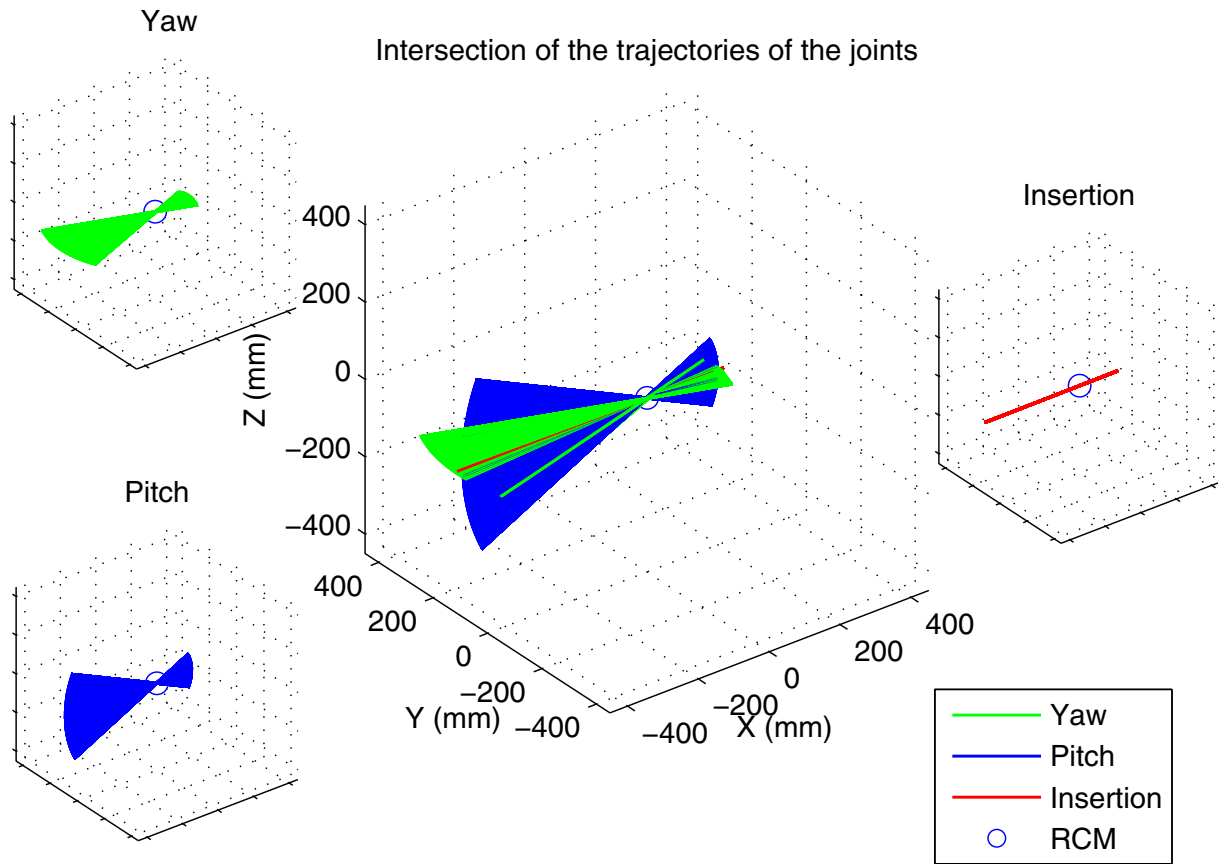 Yaw
Intersection of the trajectories of the joints
Insertion
Pitch
Z (mm)
400
200
0
−200
−400
400
200
0
−200
−400
Y (mm)
−400
−200
0
200
400
X (mm)
Yaw
Pitch
Insertion
RCM